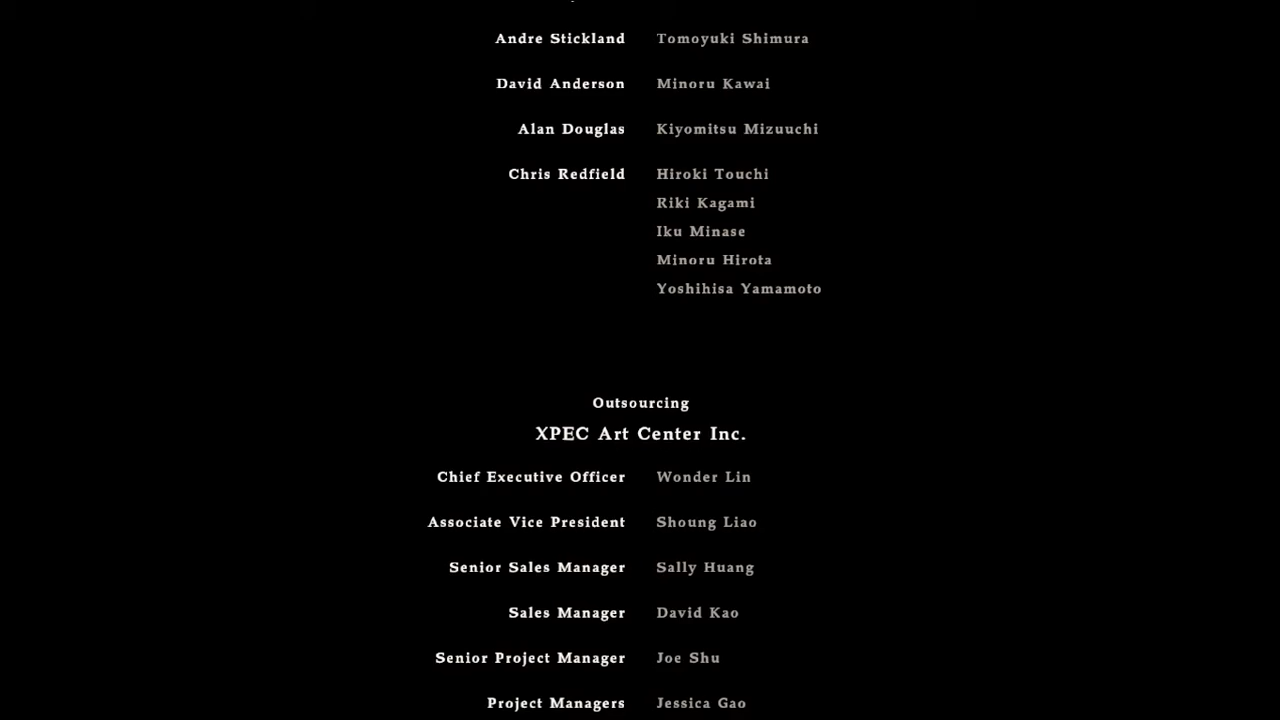 Andre Stickland Tomoyuki Shimura
David Anderson Minoru Kawai
Alan Douglas Kiyomitsu Mizuuchi
Chris Redfield Hiroki Touchi
Riki Kagami
Iku Minase
Minoru Hirota
Yoshihisa Yamamoto
Outsourcing
XPEC Art Center Inc.
Chief Executive Officer Wonder Lin
Associate Vice President Shoung Liao
Senior Sales Manager Sally Huang
Sales Manager David Kao
Senior Project Manager Joe Shu
Project Managers Jessica Gao